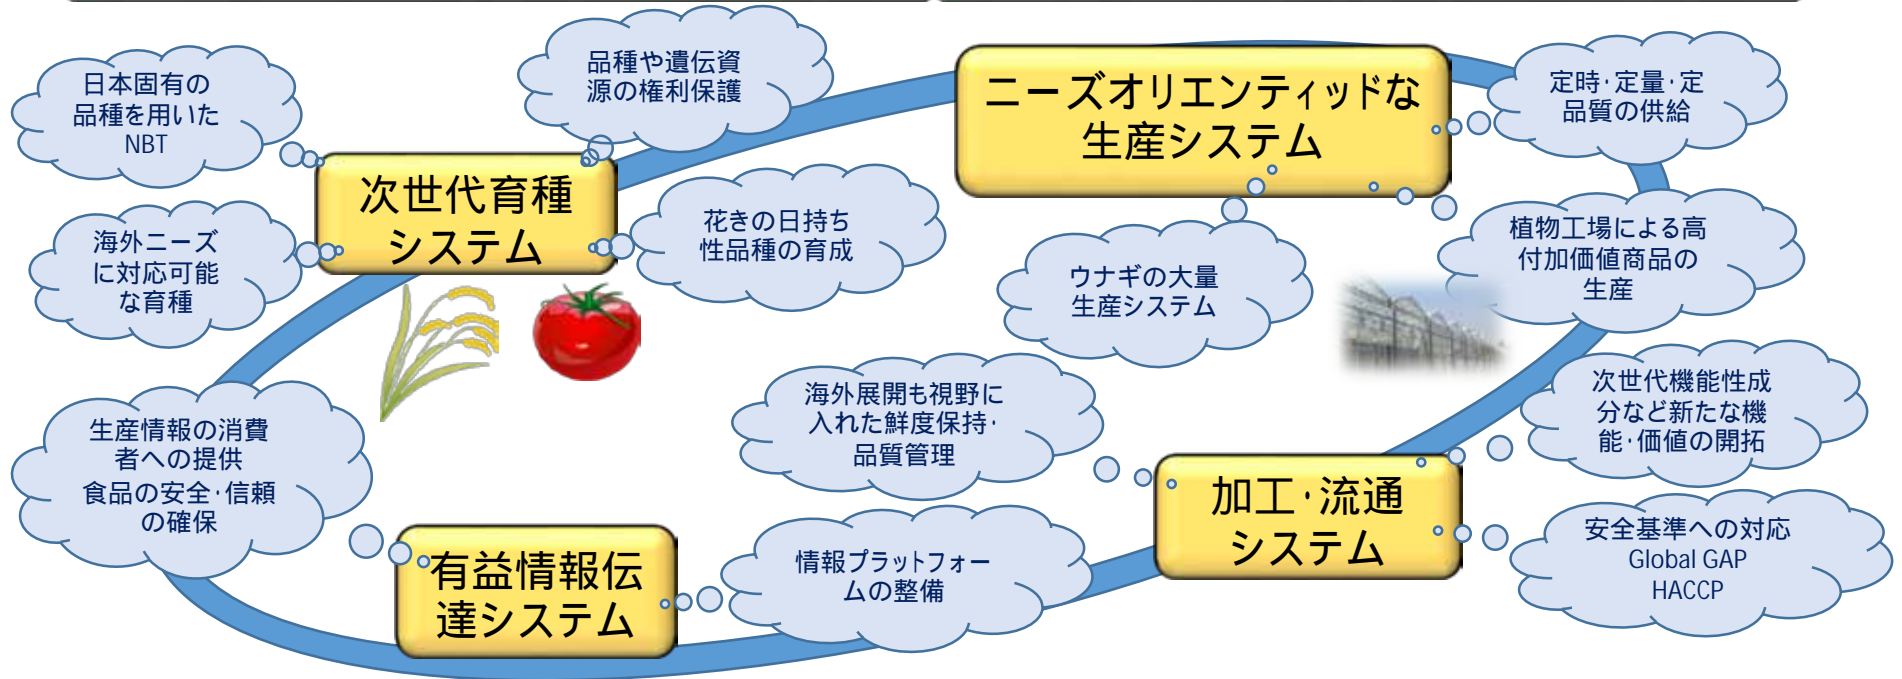 日本固有の
品種を用いた
NBT
品種や遺伝資
源の権利保護
次世代育種
システム
海外ニーズ
に対応可能
な育種
花きの日持ち
性品種の育成
ニーズオリエンティッドな
生産システム
定時・定量・定
品質の供給
ウナギの大量
生産システム
植物工場による高
付加価値商品の
生産
海外展開も視野に
入れた鮮度保持・
品質管理
次世代機能性成
分など新たな機
能・価値の開拓
加工・流通
システム
安全基準への対応
Global GAP
HACCP
生産情報の消費
者への提供
食品の安全・信頼
の確保
有益情報伝
達システム
情報プラットフォー
ムの整備